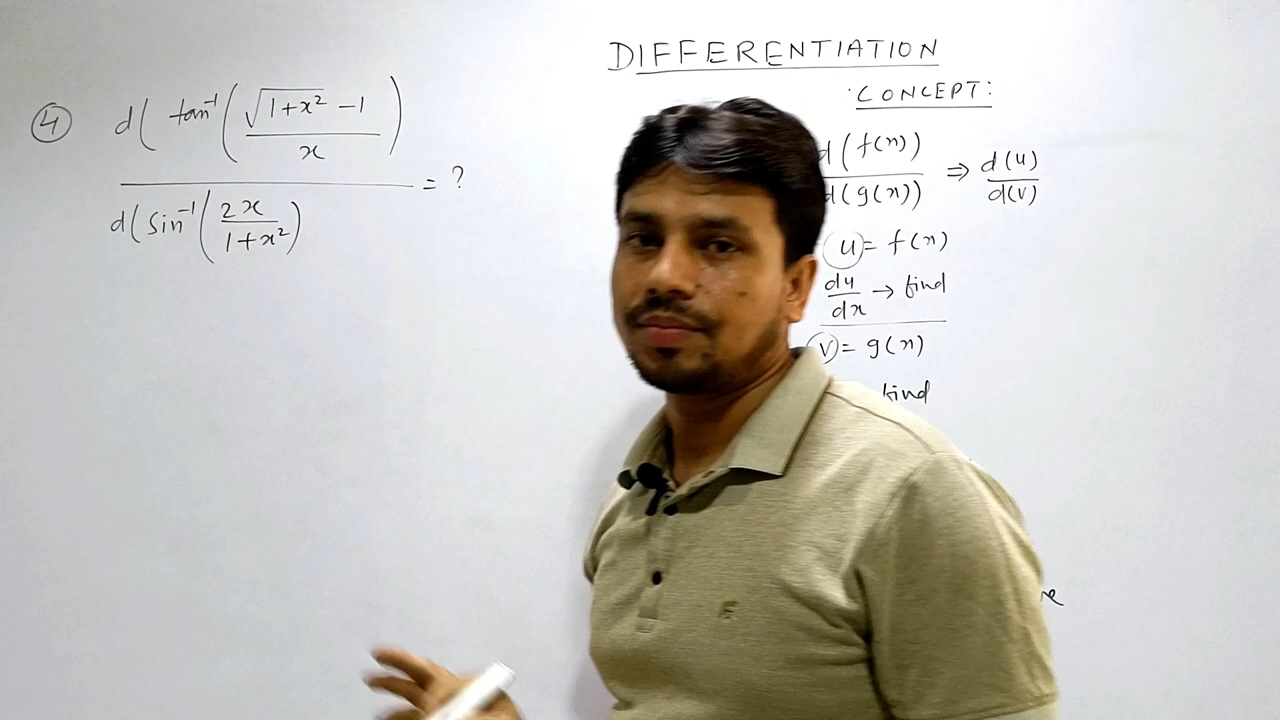 DIFFERENTIATION
CONCEPT:
4 d( tan⁻¹( √1+x² -1 / x )
d( sin⁻¹( 2x / 1+x² ) = ?
d(f(x)) / d(g(x)) ⇒ d(u) / d(v)
u = f(x)
du/dx → find
v = g(x)
find